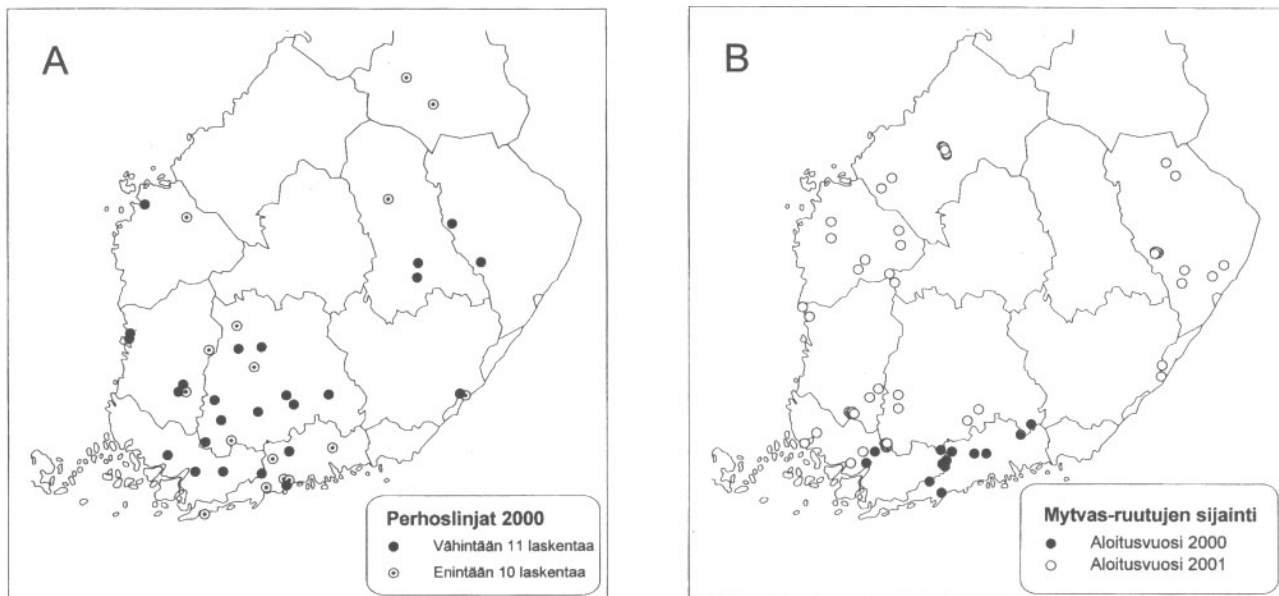 A
Perhoslinjat 2000
Vähintään 11 laskentaa
Enintään 10 laskentaa
B
Mytvas-ruutujen sijainti
Aloitusvuosi 2000
Aloitusvuosi 2001